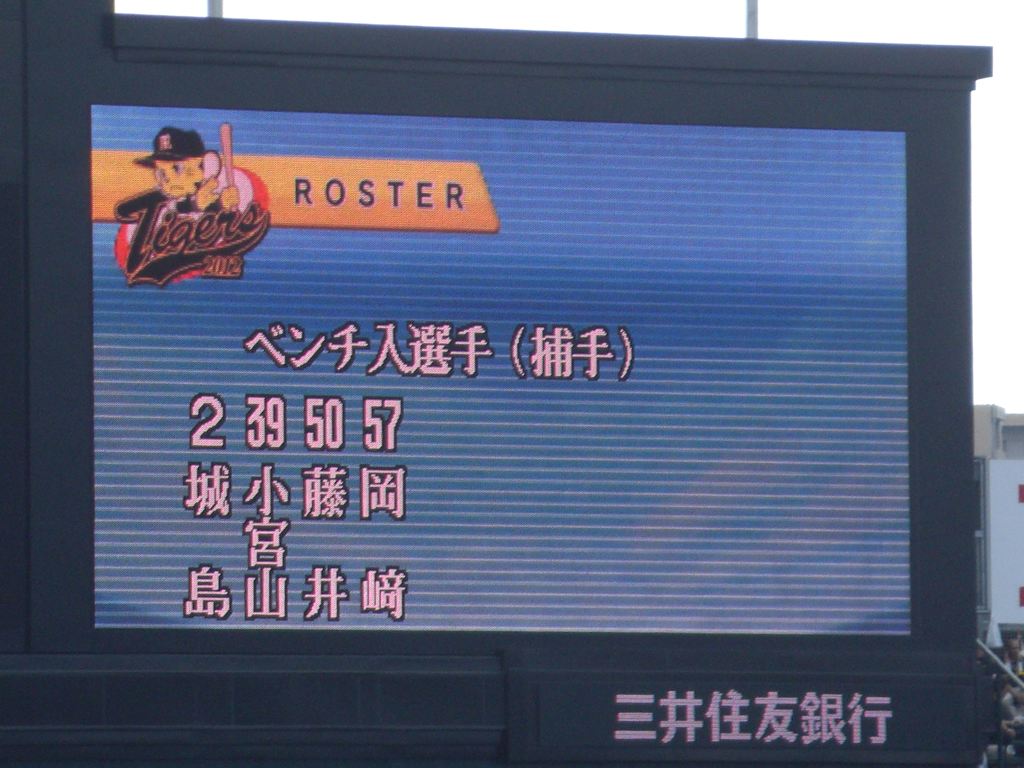 ROSTER
Tigers
2012
ベンチ入選手(捕手)
2 39 50 57
城島
小宮山
藤井
岡﨑
三井住友銀行